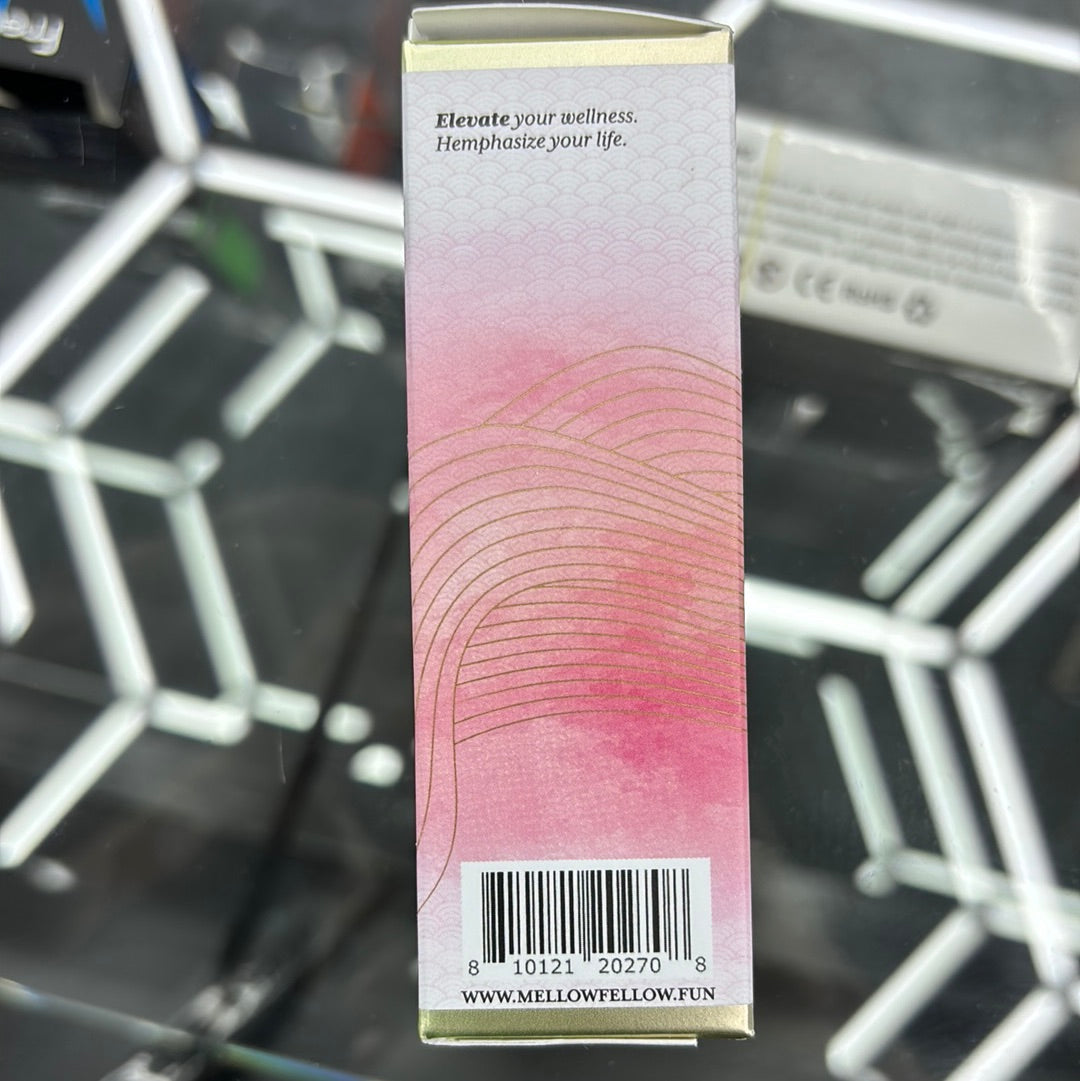 Elevate your wellness.
Hemphasize your life.
8 10121 20270 8
WWW.MELLOWFELLOW.FUN